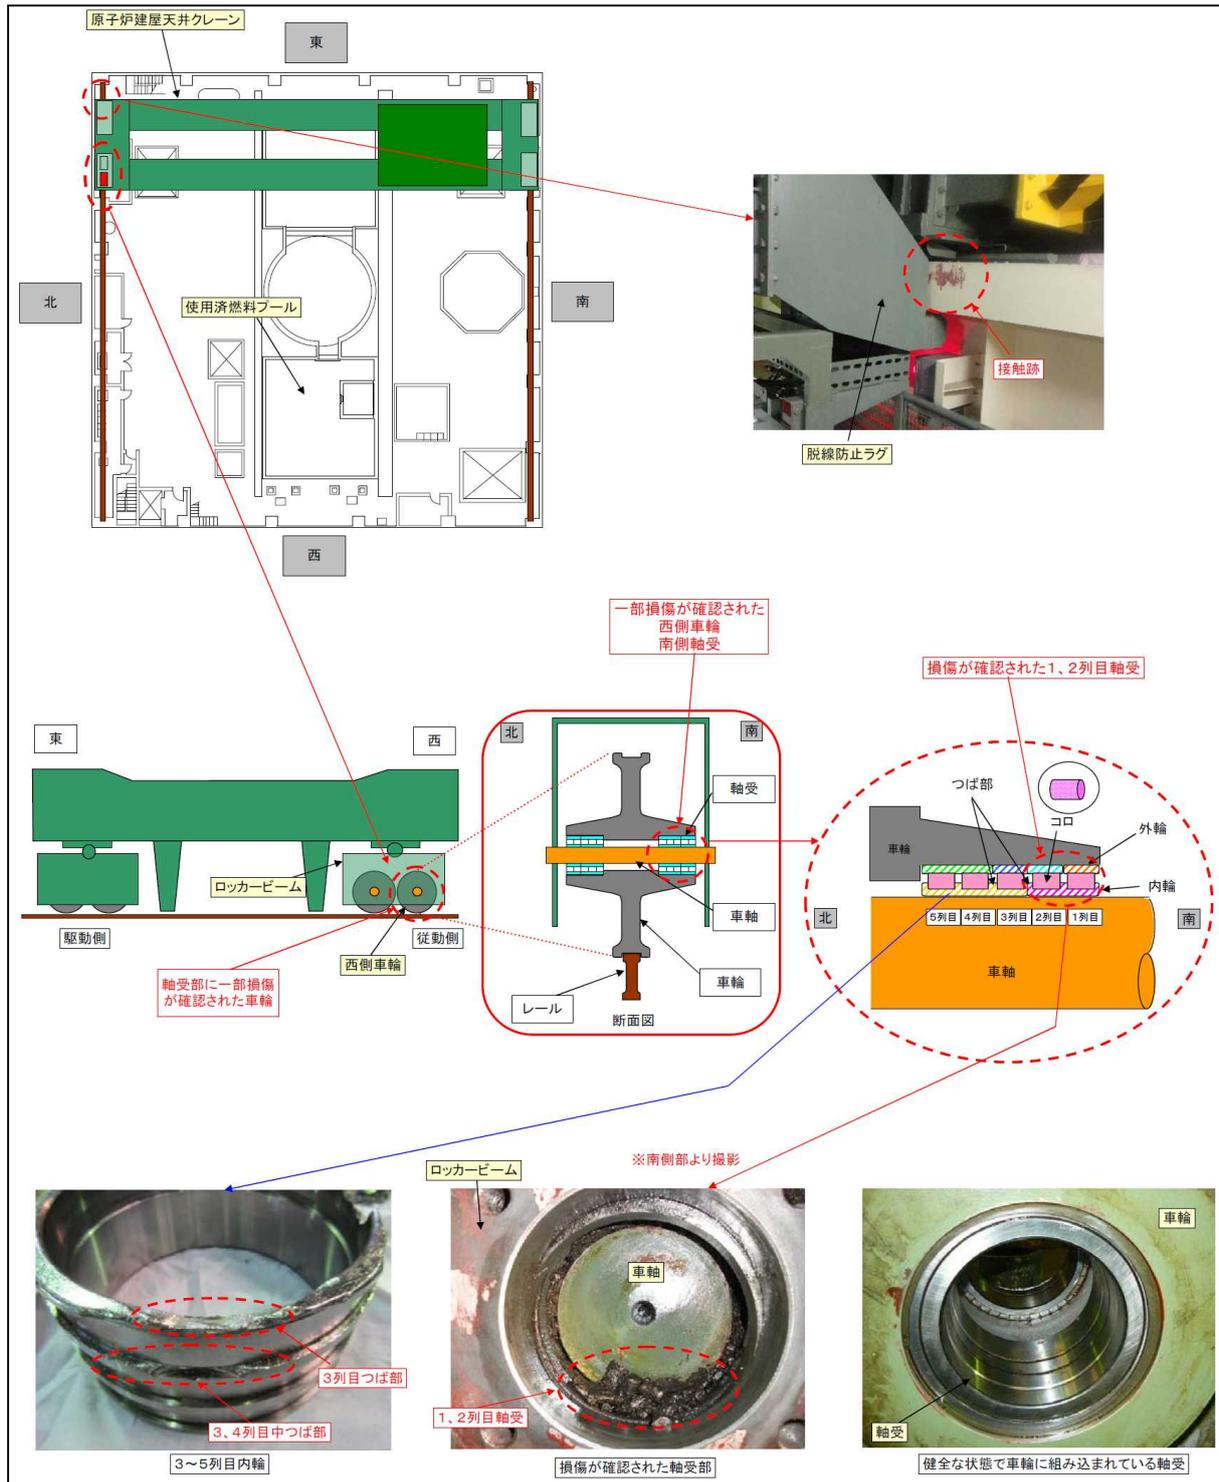 原子炉建屋天井クレーン
東
北
使用済燃料プール
南
西
接触跡
脱線防止ラグ
一部損傷が確認された
西側車輪
南側軸受
東
西
ロッカービーム
駆動側
従動側
西側車輪
軸受部に一部損傷
が確認された車輪
北
南
軸受
車軸
車輪
レール
断面図
損傷が確認された1、2列目軸受
つば部
コロ
外輪
車輪
内輪
北
南
5列目
4列目
3列目
2列目
1列目
車軸
3列目つば部
3、4列目中つば部
3~5列目内輪
※南側部より撮影
ロッカービーム
車軸
1、2列目軸受
損傷が確認された軸受部
車輪
軸受
健全な状態で車輪に組み込まれている軸受